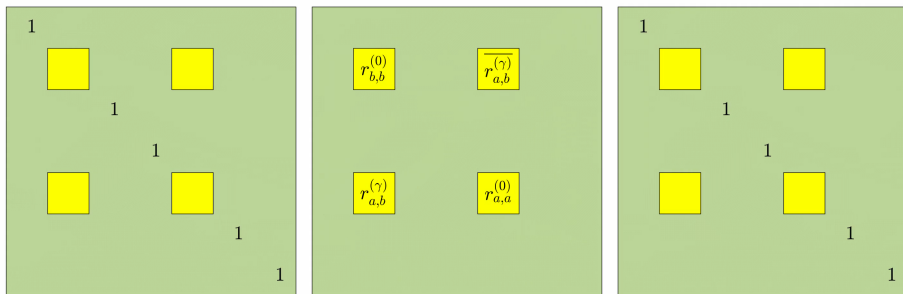 1 1
r_{b,b}^{(0)} \overline{r_{a,b}^{(\gamma)}}
1 1
1 1
r_{a,b}^{(\gamma)} r_{a,a}^{(0)}
1 1
1 1